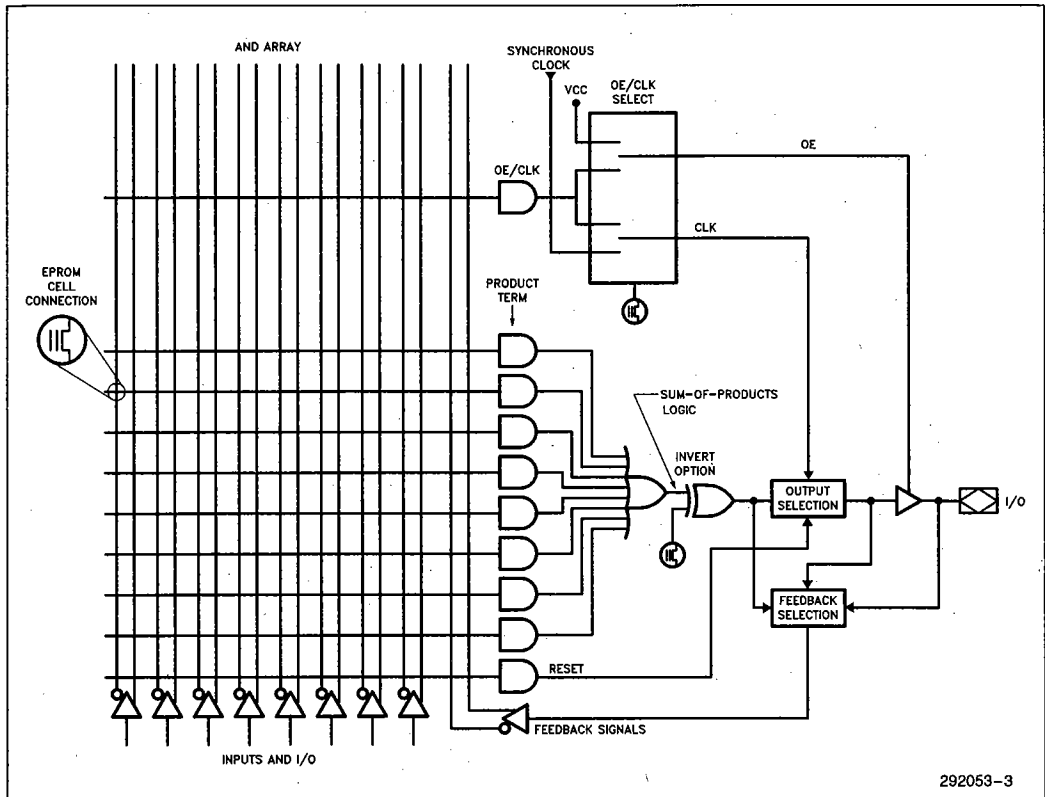 AND ARRAY
SYNCHRONOUS
CLOCK
OE/CLK
SELECT
VCC
OE
OE/CLK
CLK
EPROM
CELL
CONNECTION
PRODUCT
TERM
SUM-OF-PRODUCTS
LOGIC
INVERT
OPTION
OUTPUT
SELECTION
I/O
FEEDBACK
SELECTION
RESET
FEEDBACK SIGNALS
INPUTS AND I/O
292053-3